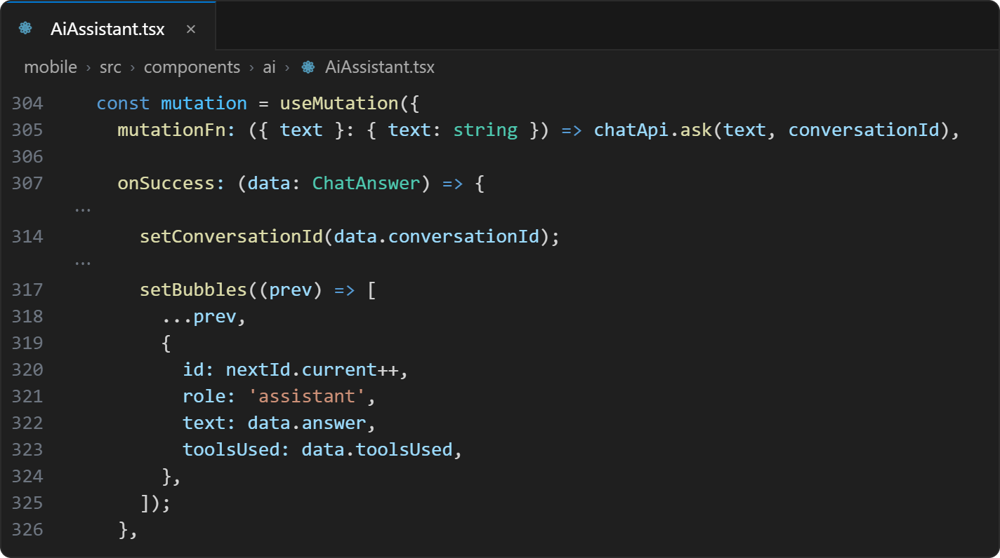 AiAssistant.tsx ×
mobile › src › components › ai › AiAssistant.tsx
304 const mutation = useMutation({
305 mutationFn: ({ text }: { text: string }) => chatApi.ask(text, conversationId),
306
307 onSuccess: (data: ChatAnswer) => {
...
314 setConversationId(data.conversationId);
...
317 setBubbles((prev) => [
318 ...prev,
319 {
320 id: nextId.current++,
321 role: 'assistant',
322 text: data.answer,
323 toolsUsed: data.toolsUsed,
324 },
325 ]);
326 },